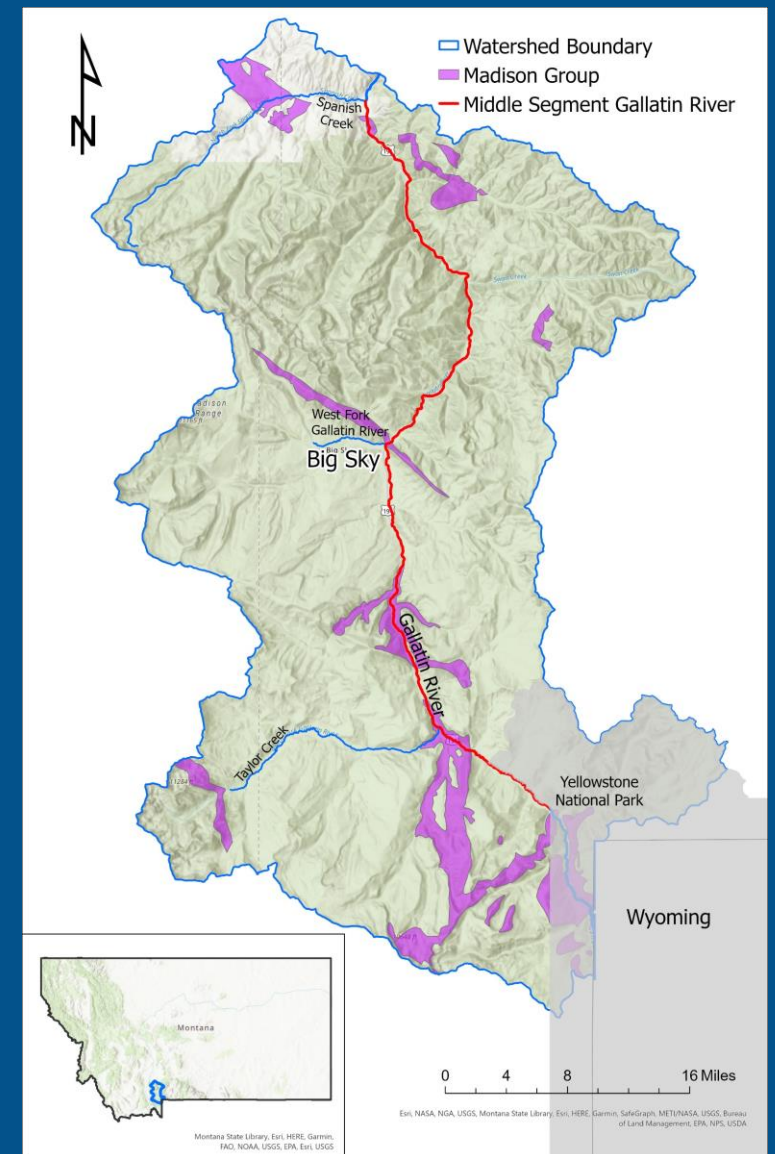 N
Watershed Boundary
Madison Group
Middle Segment Gallatin River
Spanish
Creek
West Fork
Gallatin River
Big Sky
Gallatin River
Taylor Creek
Yellowstone
National Park
Wyoming
Montana
0 4 8 16 Miles
Esri, NASA, NGA, USGS, Montana State Library, Esri, HERE, Garmin, SafeGraph, METI/NASA, USGS, Bureau
of Land Management, EPA, NPS, USDA
Montana State Library, Esri, HERE, Garmin,
FAO, NOAA, USGS, EPA, Esri, USGS